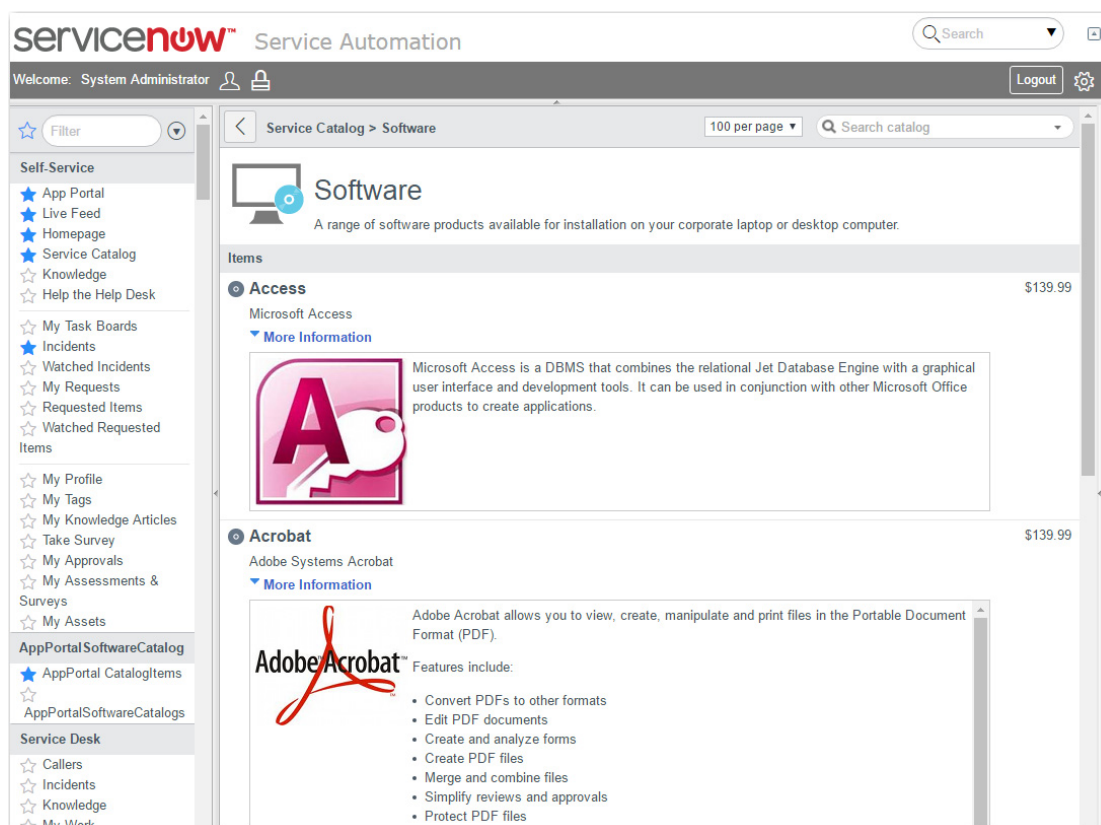 servicenow™ Service Automation
Search
Welcome: System Administrator
Logout
Filter
Self-Service
App Portal
Live Feed
Homepage
Service Catalog
Knowledge
Help the Help Desk
My Task Boards
Incidents
Watched Incidents
My Requests
Requested Items
Watched Requested
Items
My Profile
My Tags
My Knowledge Articles
Take Survey
My Approvals
My Assessments &
Surveys
My Assets
AppPortalSoftwareCatalog
AppPortal CatalogItems
AppPortalSoftwareCatalogs
Service Desk
Callers
Incidents
Knowledge
My Work
Service Catalog > Software
100 per page
Search catalog
Software
A range of software products available for installation on your corporate laptop or desktop computer.
Items
Access $139.99
Microsoft Access
More Information
A
Microsoft Access is a DBMS that combines the relational Jet Database Engine with a graphical
user interface and development tools. It can be used in conjunction with other Microsoft Office
products to create applications.
Acrobat $139.99
Adobe Systems Acrobat
More Information
Adobe Acrobat™
Adobe Acrobat allows you to view, create, manipulate and print files in the Portable Document
Format (PDF).
Features include:
• Convert PDFs to other formats
• Edit PDF documents
• Create and analyze forms
• Create PDF files
• Merge and combine files
• Simplify reviews and approvals
• Protect PDF files